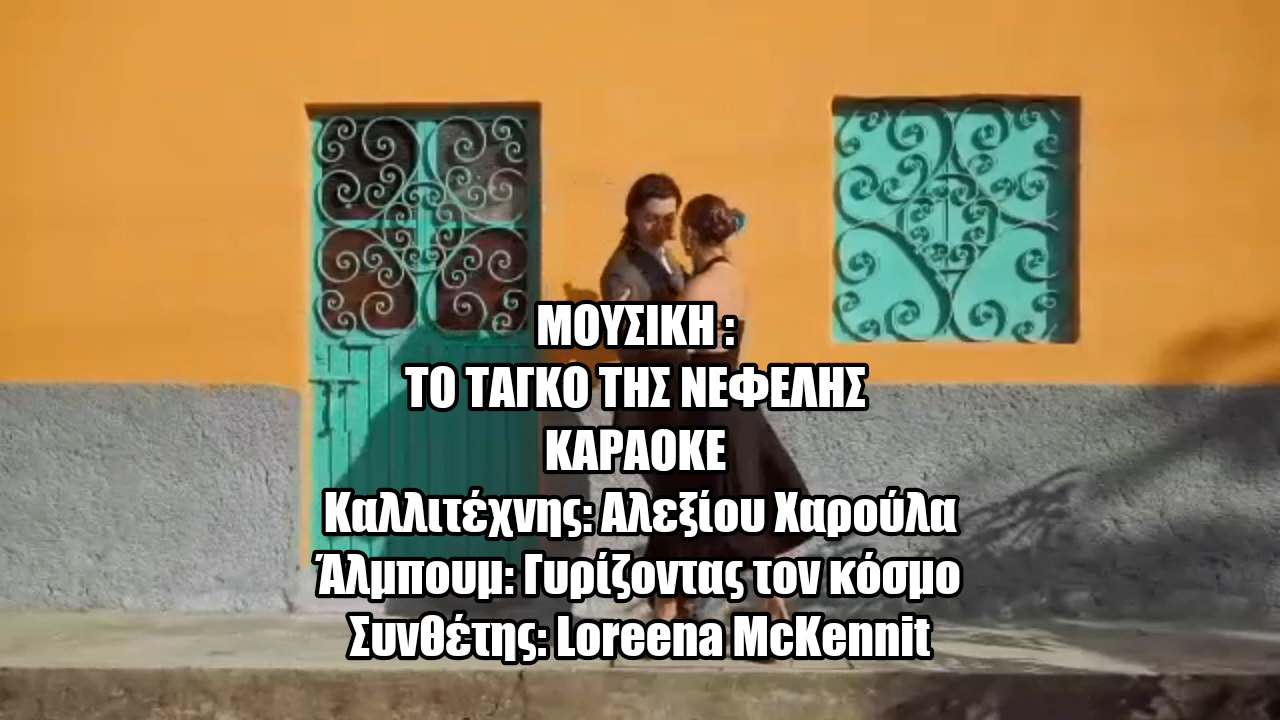 ΜΟΥΣΙΚΗ :
ΤΟ ΤΑΓΚΟ ΤΗΣ ΝΕΦΕΛΗΣ
ΚΑΡΑΟΚΕ
Καλλιτέχνης: Αλεξίου Χαρούλα
Άλμπουμ: Γυρίζοντας τον κόσμο
Συνθέτης: Loreena McKennit